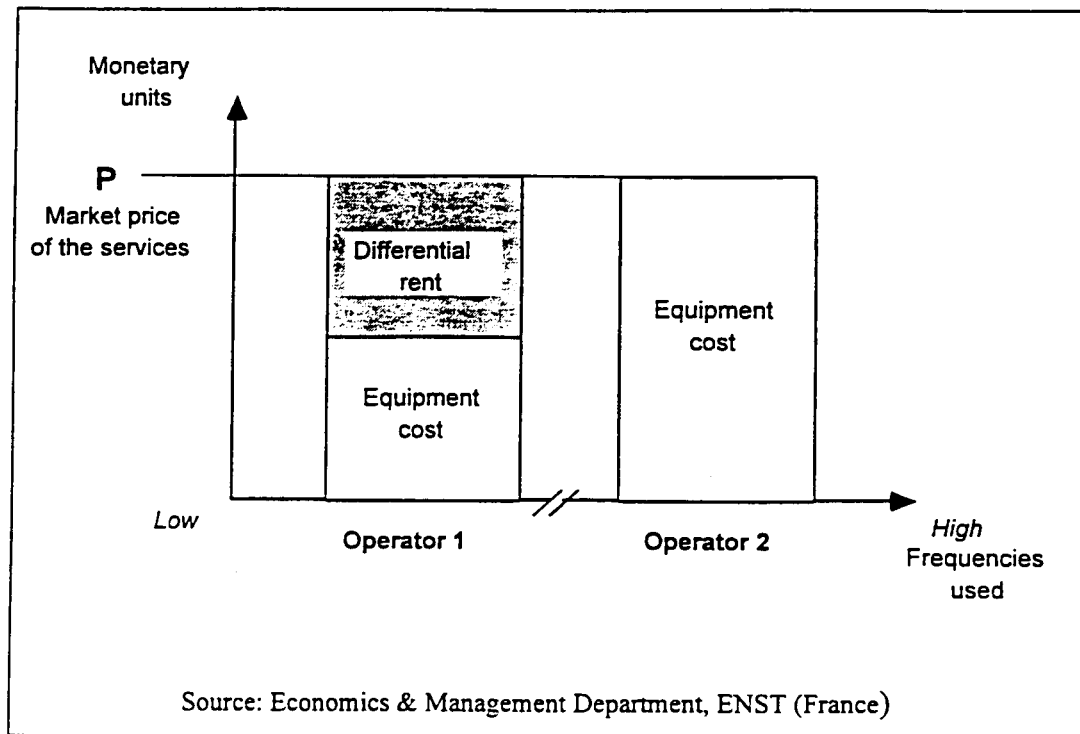 Monetary
units
P
Market price
of the services
Differential
rent
Equipment
cost
Equipment
cost
Low
Operator 1
Operator 2
High
Frequencies
used
Source: Economics & Management Department, ENST (France)